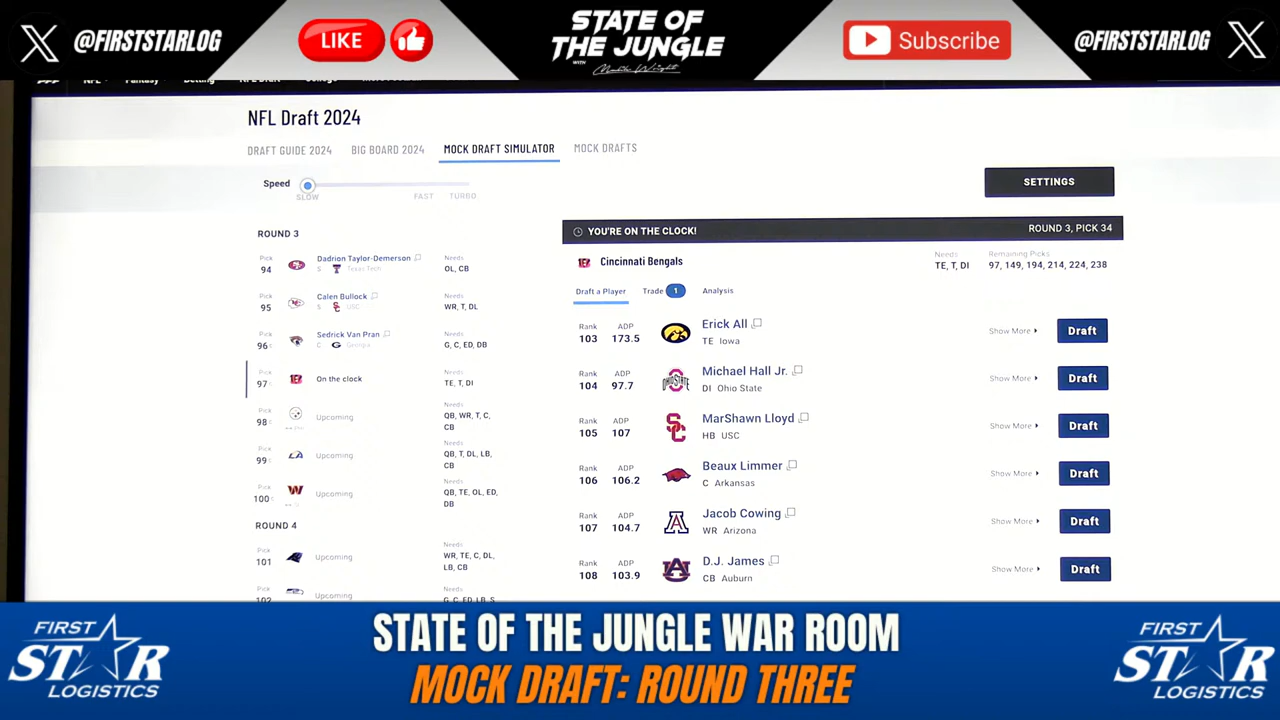 @FIRSTSTARLOG
LIKE
STATE OF
THE JUNGLE
WITH
Subscribe
@FIRSTSTARLOG
NFL Draft 2024
DRAFT GUIDE 2024 BIG BOARD 2024 MOCK DRAFT SIMULATOR MOCK DRAFTS
Speed
SLOW FAST TURBO
SETTINGS
ROUND 3
Pick 94 Dadrion Taylor-Demerson S Texas Tech Needs OL, CB
Pick 95 Calen Bullock S USC Needs WR, T, DL
Pick 96 Sedrick Van Pran C Georgia Needs G, C, ED, DB
Pick 97 On the clock Needs TE, T, DI
Pick 98 Upcoming Needs QB, WR, T, C, CB
Pick 99 Upcoming Needs QB, T, DL, LB, CB
Pick 100 Upcoming Needs QB, TE, OL, ED, DB
ROUND 4
Pick 101 Upcoming Needs WR, TE, C, DL, LB, CB
Pick 102 Upcoming Needs G, C, ED, LB, S
YOU'RE ON THE CLOCK! ROUND 3, PICK 34
Cincinnati Bengals Needs TE, T, DI Remaining Picks 97, 149, 194, 214, 224, 238
Draft a Player Trade 1 Analysis
Rank 103 ADP 173.5 Erick All TE Iowa Show More Draft
Rank 104 ADP 97.7 Michael Hall Jr. DI Ohio State Show More Draft
Rank 105 ADP 107 MarShawn Lloyd HB USC Show More Draft
Rank 106 ADP 106.2 Beaux Limmer C Arkansas Show More Draft
Rank 107 ADP 104.7 Jacob Cowing WR Arizona Show More Draft
Rank 108 ADP 103.9 D.J. James CB Auburn Show More Draft
FIRST
STAR
LOGISTICS
STATE OF THE JUNGLE WAR ROOM
MOCK DRAFT: ROUND THREE
FIRST
STAR
LOGISTICS